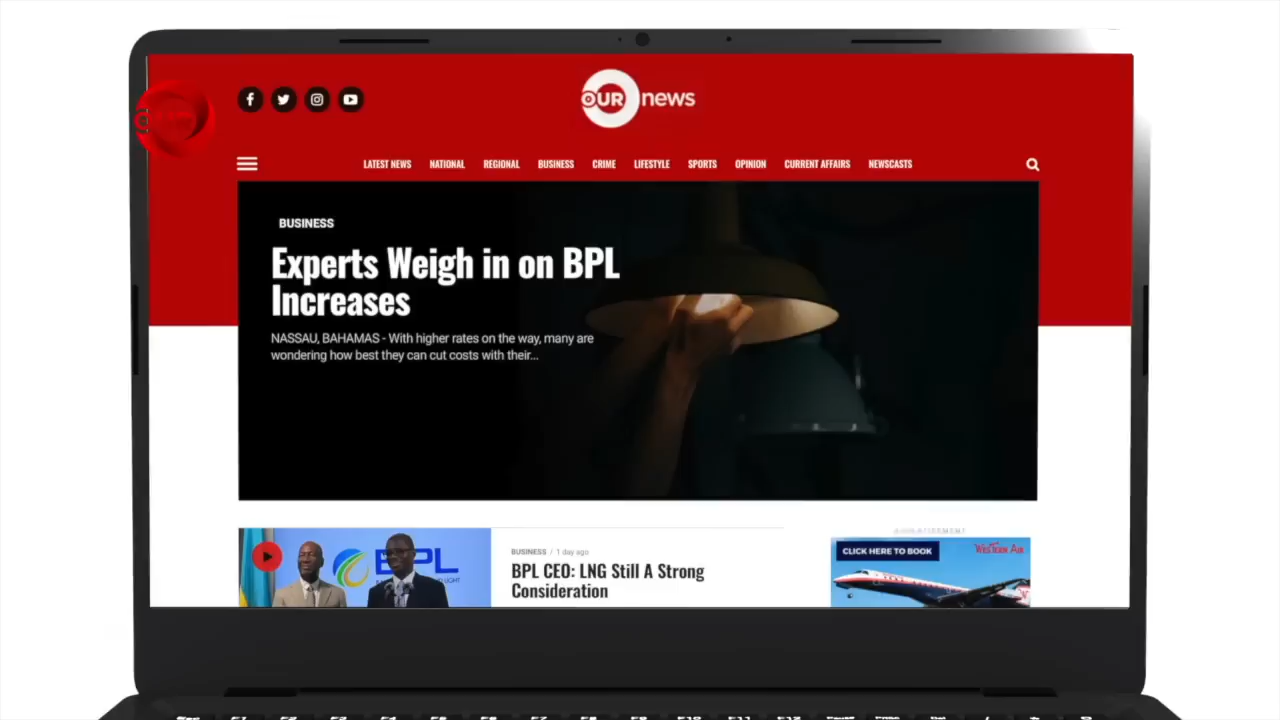 OUR news
LATEST NEWS NATIONAL REGIONAL BUSINESS CRIME LIFESTYLE SPORTS OPINION CURRENT AFFAIRS NEWSCASTS
BUSINESS
Experts Weigh in on BPL
Increases
NASSAU, BAHAMAS - With higher rates on the way, many are
wondering how best they can cut costs with their...
BPL
BUSINESS / 1 day ago
BPL CEO: LNG Still A Strong
Consideration
ADVERTISEMENT
CLICK HERE TO BOOK
WESTERN AIR